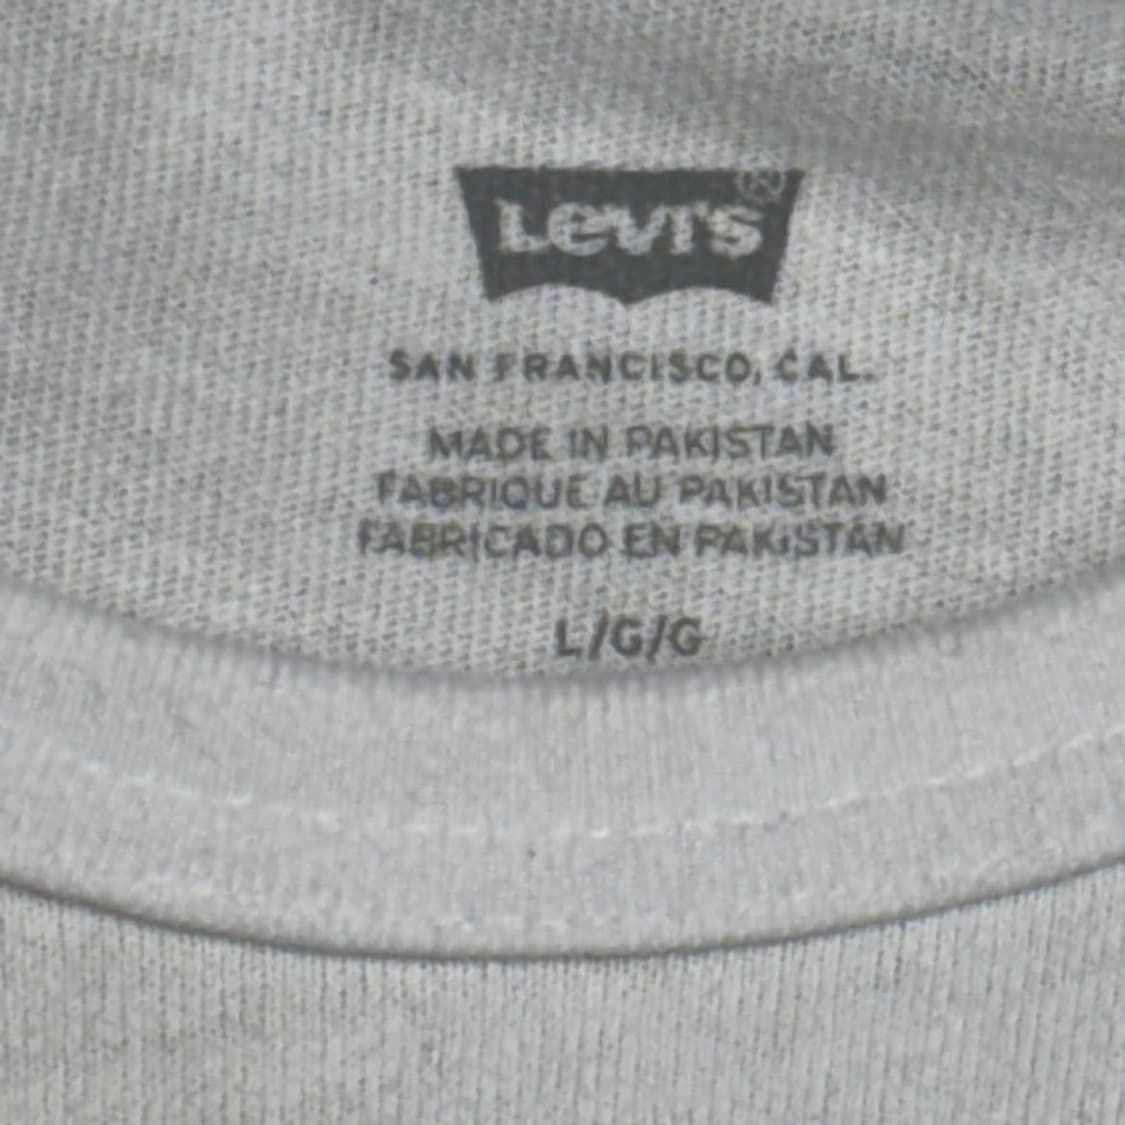 Levi's®
SAN FRANCISCO, CAL.
MADE IN PAKISTAN
FABRIQUE AU PAKISTAN
FABRICADO EN PAKISTAN
L/G/G